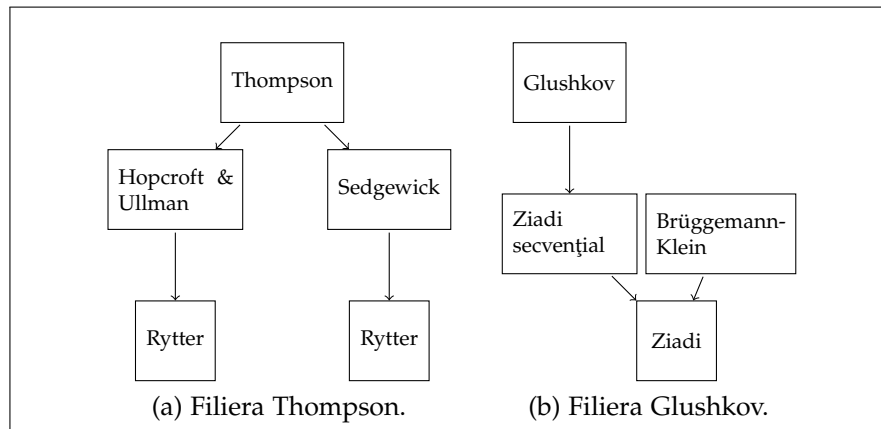 Thompson
Hopcroft &
Ullman
Sedgewick
Rytter
Rytter
(a) Filiera Thompson.
Glushkov
Ziadi
secvenţial
Brüggemann-
Klein
Ziadi
(b) Filiera Glushkov.